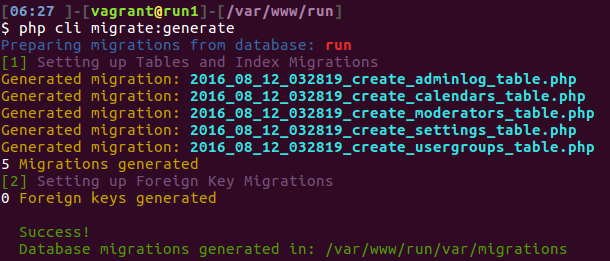 [06:27 ]-[vagrant@run1]-[/var/www/run]
$ php cli migrate:generate
Preparing migrations from database: run
[1] Setting up Tables and Index Migrations
Generated migration: 2016_08_12_032819_create_adminlog_table.php
Generated migration: 2016_08_12_032819_create_calendars_table.php
Generated migration: 2016_08_12_032819_create_moderators_table.php
Generated migration: 2016_08_12_032819_create_settings_table.php
Generated migration: 2016_08_12_032819_create_usergroups_table.php
5 Migrations generated
[2] Setting up Foreign Key Migrations
0 Foreign keys generated
Success!
Database migrations generated in: /var/www/run/var/migrations